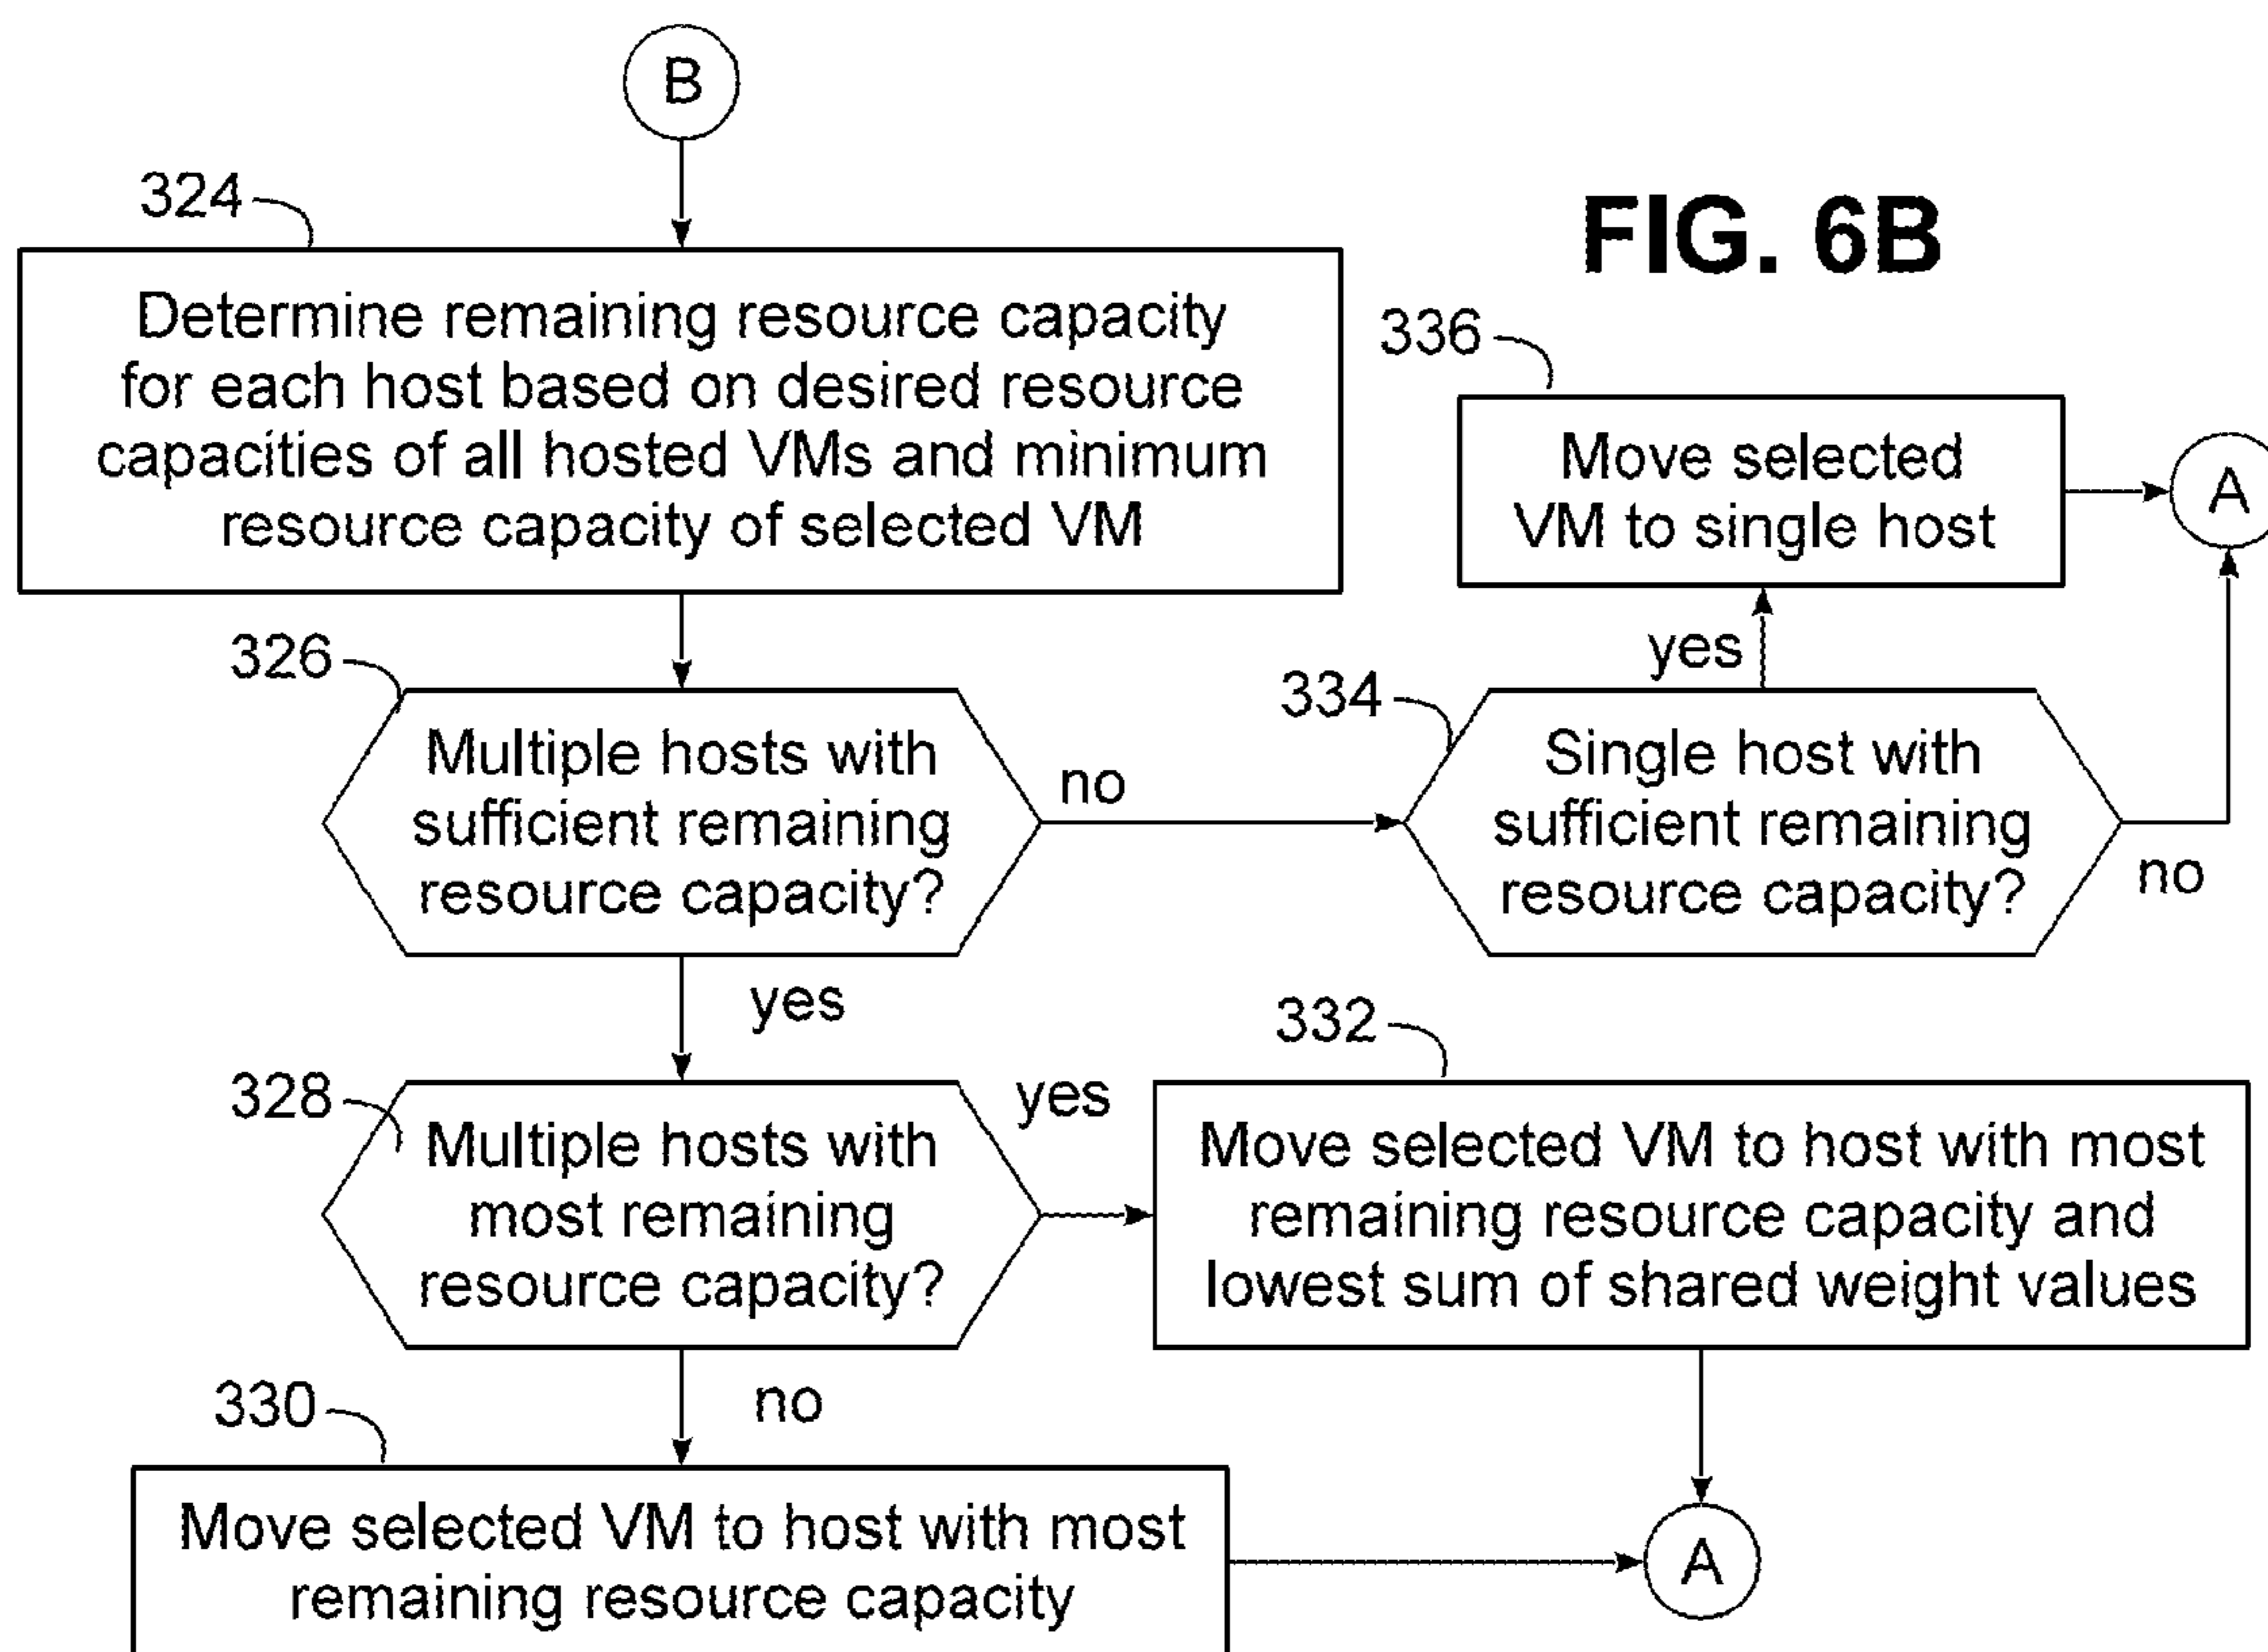 B
324
FIG. 6B
Determine remaining resource capacity
for each host based on desired resource
capacities of all hosted VMs and minimum
resource capacity of selected VM
336
Move selected
VM to single host
A
326
Multiple hosts with
sufficient remaining
resource capacity?
no
yes
334
Single host with
sufficient remaining
resource capacity?
no
yes
328
Multiple hosts with
most remaining
resource capacity?
yes
332
Move selected VM to host with most
remaining resource capacity and
lowest sum of shared weight values
no
330
Move selected VM to host with most
remaining resource capacity
A